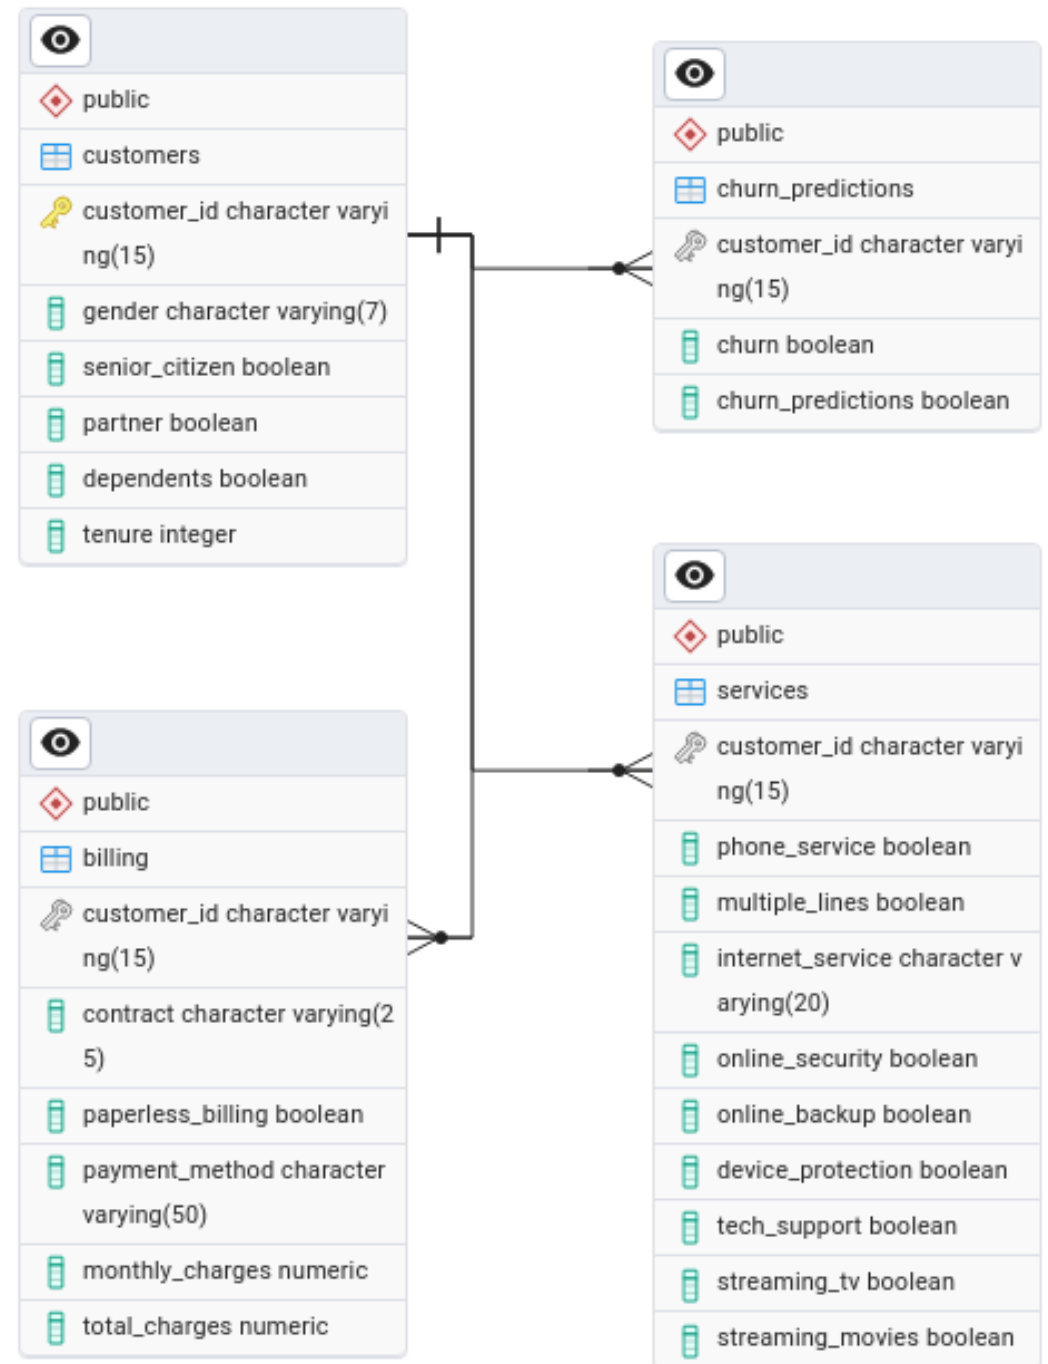 public
customers
customer_id character varyi
ng(15)
gender character varying(7)
senior_citizen boolean
partner boolean
dependents boolean
tenure integer
public
churn_predictions
customer_id character varyi
ng(15)
churn boolean
churn_predictions boolean
public
billing
customer_id character varyi
ng(15)
contract character varying(2
5)
paperless_billing boolean
payment_method character
varying(50)
monthly_charges numeric
total_charges numeric
public
services
customer_id character varyi
ng(15)
phone_service boolean
multiple_lines boolean
internet_service character v
arying(20)
online_security boolean
online_backup boolean
device_protection boolean
tech_support boolean
streaming_tv boolean
streaming_movies boolean